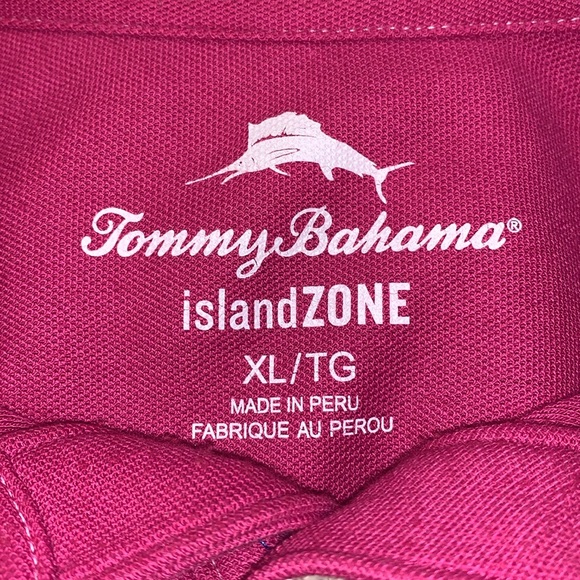 Tommy Bahama®
islandZONE
XL/TG
MADE IN PERU
FABRIQUE AU PEROU